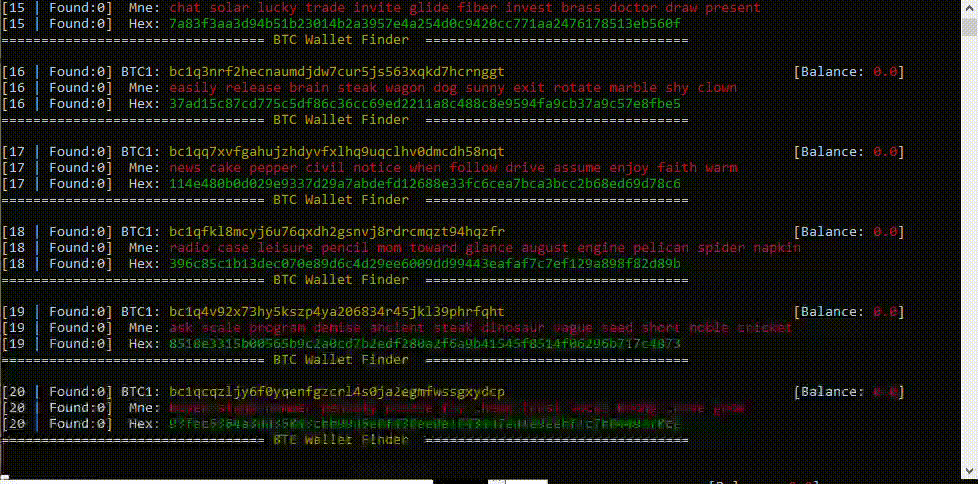 [15 | Found:0] Mne: chat solar lucky trade invite glide fiber invest brass doctor draw present
[15 | Found:0] Hex: 7a83f3aa3d94b51b23014b2a3957e4a254d0c9420cc771aa2476178513eb560f
================================= BTC Wallet Finder =================================
[16 | Found:0] BTC1: bc1q3nrf2hecnaumdjdw7cur5js563xqkd7hcrnggt [Balance: 0.0]
[16 | Found:0] Mne: easily release brain steak wagon dog sunny exit rotate marble shy clown
[16 | Found:0] Hex: 37ad15c87cd775c5df86c36cc69ed2211a8c488c8e9594fa9cb37a9c57e8fbe5
================================= BTC Wallet Finder =================================
[17 | Found:0] BTC1: bc1qq7xvfgahujzhdyvfxlhq9uqclhv0dmcdh58nqt [Balance: 0.0]
[17 | Found:0] Mne: news cake pepper civil notice when follow drive assume enjoy faith warm
[17 | Found:0] Hex: 114e480b0d029e9337d29a7abdefd12688e33fc6cea7bca3bcc2b68ed69d78c6
================================= BTC Wallet Finder =================================
[18 | Found:0] BTC1: bc1qfkl8mcyj6u76qxdh2gsnvj8rdrcmqzt94hqzfr [Balance: 0.0]
[18 | Found:0] Mne: radio case leisure pencil mom toward glance august engine pelican spider napkin
[18 | Found:0] Hex: 396c85c1b13dec070e89d6c4d29ee6009dd99443eafaf7c7ef129a898f82d89b
================================= BTC Wallet Finder =================================
[19 | Found:0] BTC1: bc1q4v92x73hy5kszp4ya206834r45jkl39phrfqht [Balance: 0.0]
[19 | Found:0] Mne: ask scale program demise ancient steak dinosaur vague seed short noble cricket
[19 | Found:0] Hex:
================================= BTC Wallet Finder =================================
[20 | Found:0] BTC1: bc1qcqzljy6f0yqenfgzcrl4s0ja2egmfwssgxydcp [Balance: 0.0]
[20 | Found:0] Mne:
[20 | Found:0] Hex:
================================= BTC Wallet Finder =================================